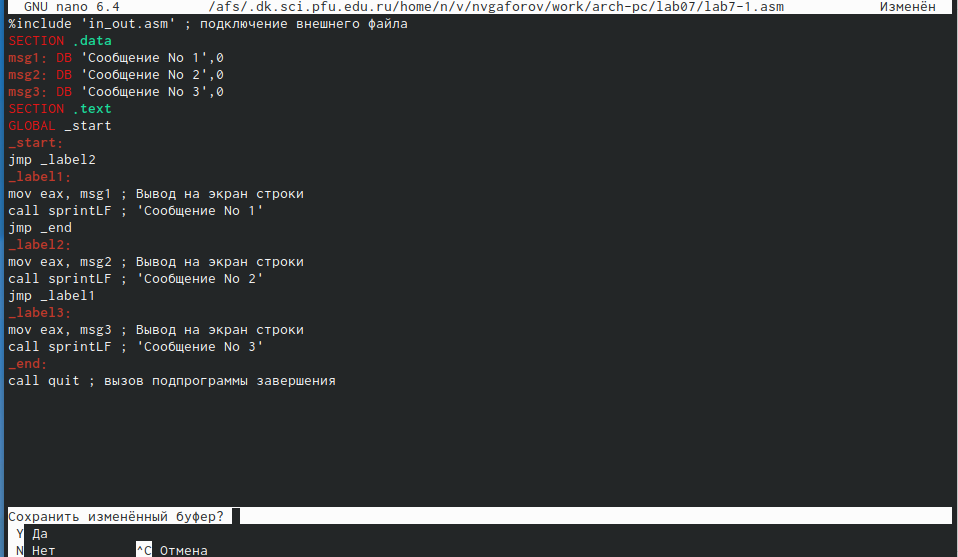 GNU nano 6.4 /afs/.dk.sci.pfu.edu.ru/home/n/v/nvgaforov/work/arch-pc/lab07/lab7-1.asm Изменён
%include 'in_out.asm' ; подключение внешнего файла
SECTION .data
msg1: DB 'Сообщение No 1',0
msg2: DB 'Сообщение No 2',0
msg3: DB 'Сообщение No 3',0
SECTION .text
GLOBAL _start
_start:
jmp _label2
_label1:
mov eax, msg1 ; Вывод на экран строки
call sprintLF ; 'Сообщение No 1'
jmp _end
_label2:
mov eax, msg2 ; Вывод на экран строки
call sprintLF ; 'Сообщение No 2'
jmp _label1
_label3:
mov eax, msg3 ; Вывод на экран строки
call sprintLF ; 'Сообщение No 3'
_end:
call quit ; вызов подпрограммы завершения
Сохранить изменённый буфер?
Y Да
N Нет ^C Отмена